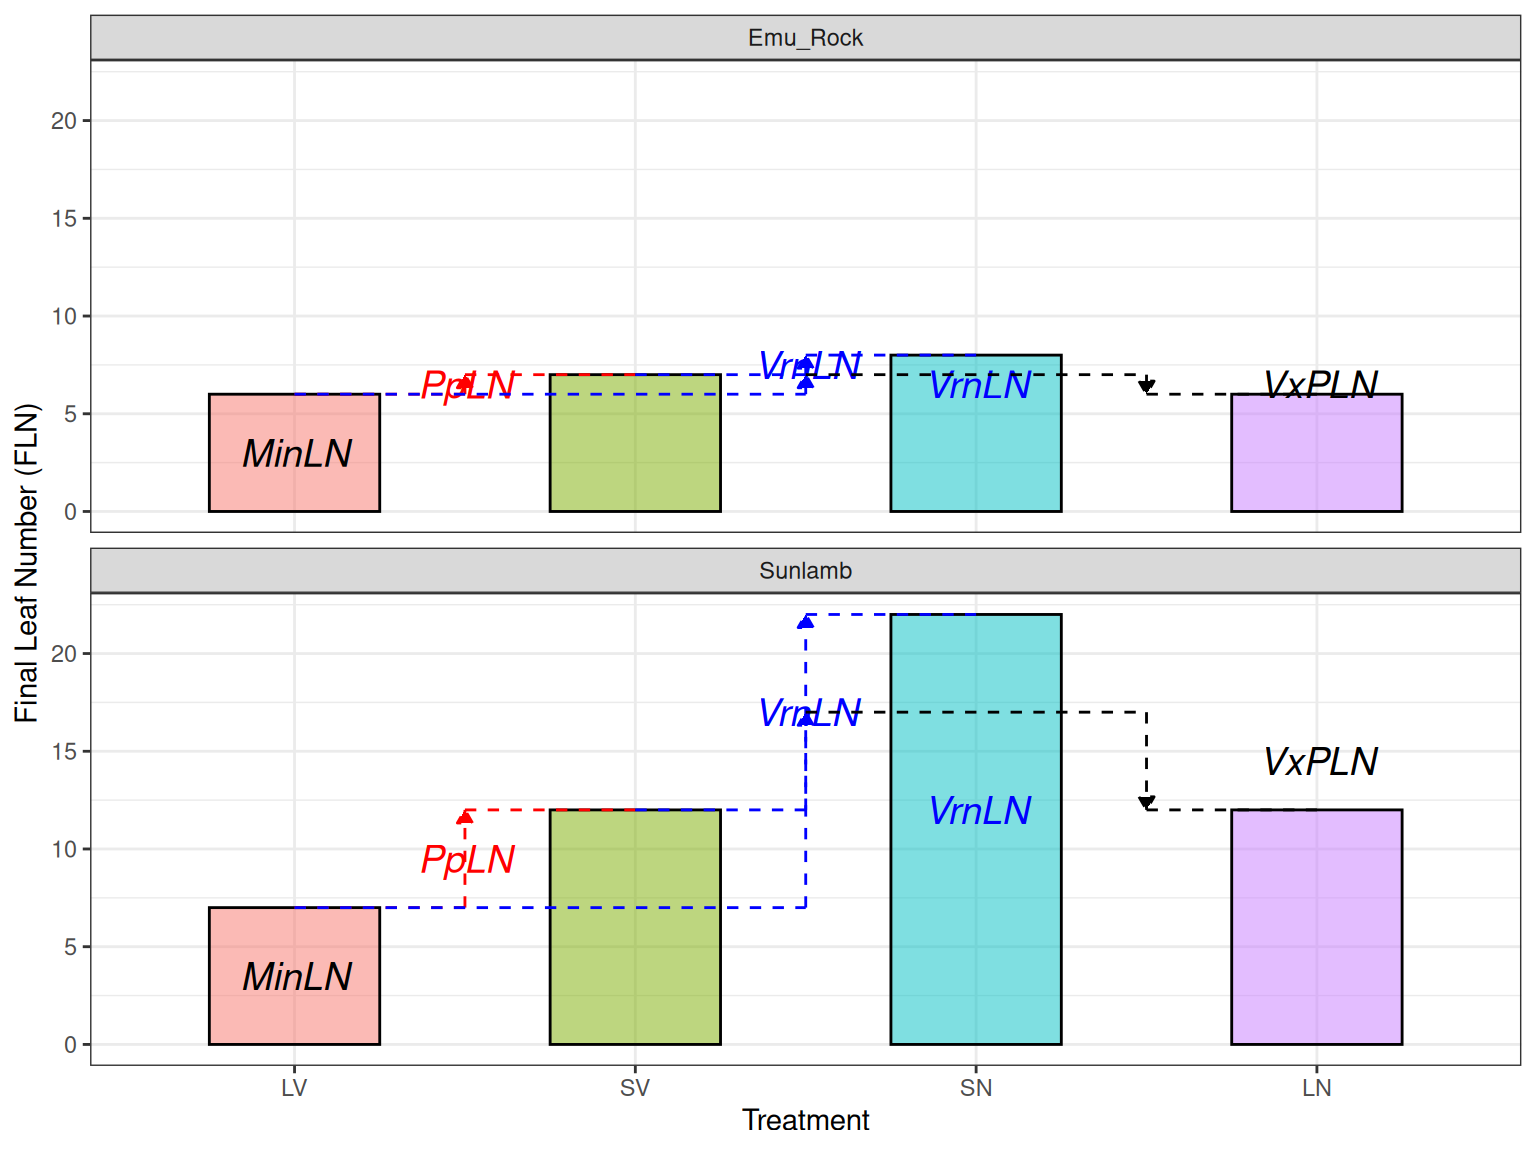 Emu_Rock
20
15
10
5
0
PpLN
VrnLN
VrnLN
VxPLN
MinLN
Sunlamb
20
15
10
5
0
VrnLN
VxPLN
VrnLN
PpLN
MinLN
LV
SV
SN
LN
Treatment
Final Leaf Number (FLN)